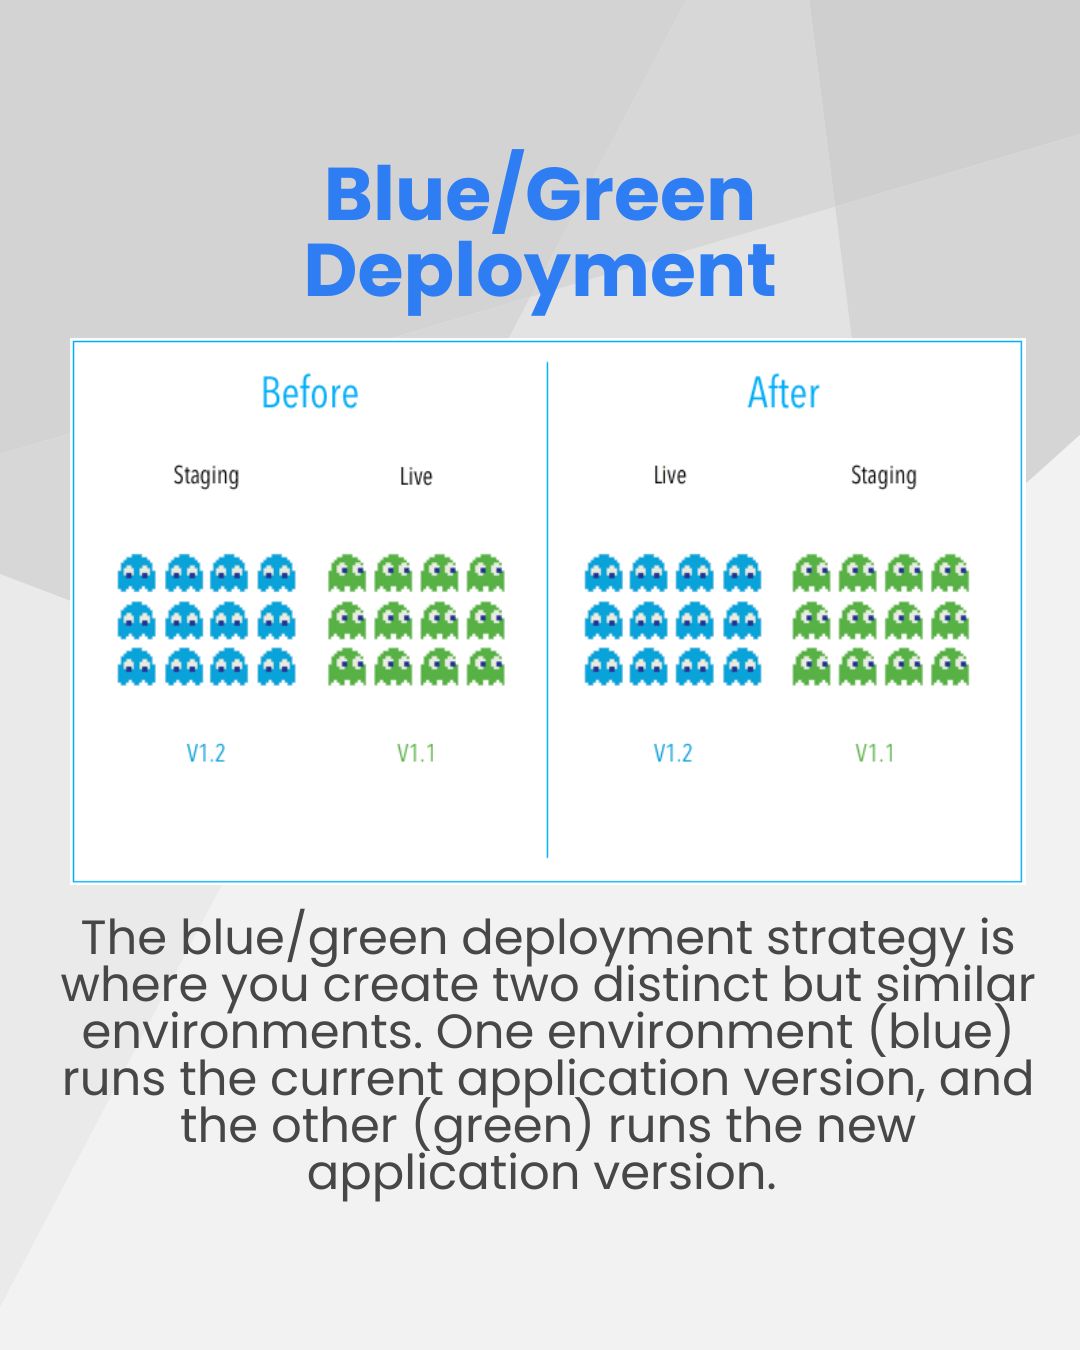 Blue/Green
Deployment
Before
After
Staging
Live
Live
Staging
V1.2
V1.1
V1.2
V1.1
The blue/green deployment strategy is
where you create two distinct but similar
environments. One environment (blue)
runs the current application version, and
the other (green) runs the new
application version.